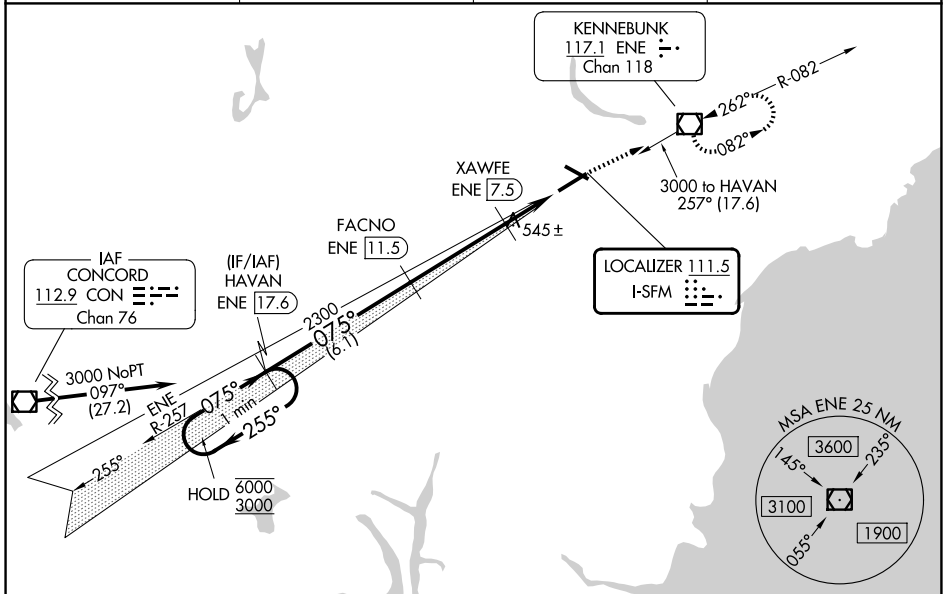 KENNEBUNK
117.1 ENE
Chan 118
R-082
262°
082°
3000 to HAVAN
257° (17.6)
XAWFE
ENE 7.5
545 ±
FACNO
ENE 11.5
LOCALIZER 111.5
I-SFM
(IF/IAF)
HAVAN
ENE 17.6
IAF
CONCORD
112.9 CON
Chan 76
2300
075°
(6.1)
3000 NoPT
097°
(27.2)
ENE
R-257
075°
1 min
255°
255°
HOLD 6000
3000
MSA ENE 25 NM
3600
145°
235°
3100
1900
055°